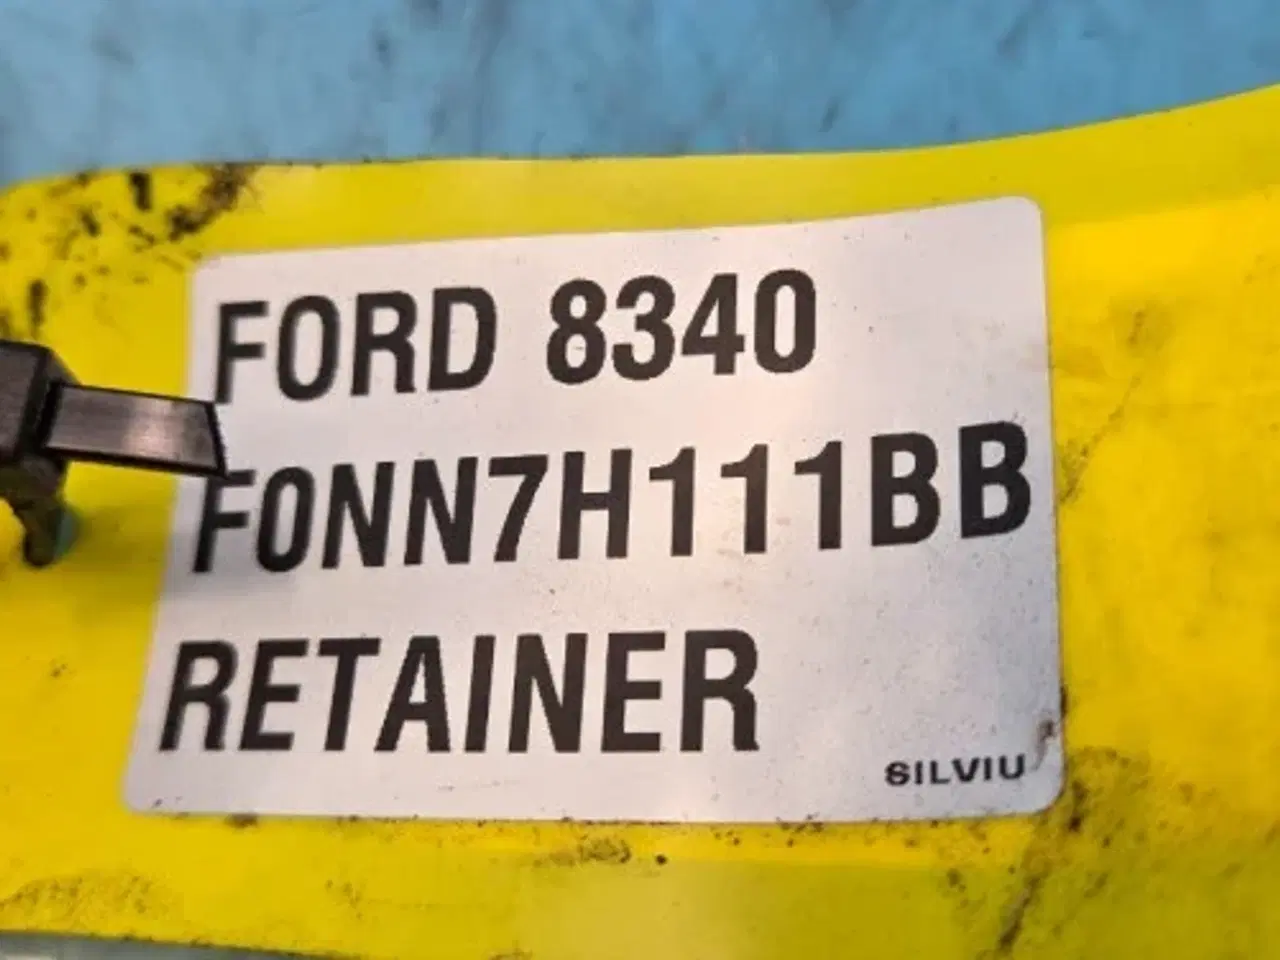 FORD 8340
F0NN7H111BB
RETAINER
SILVIU